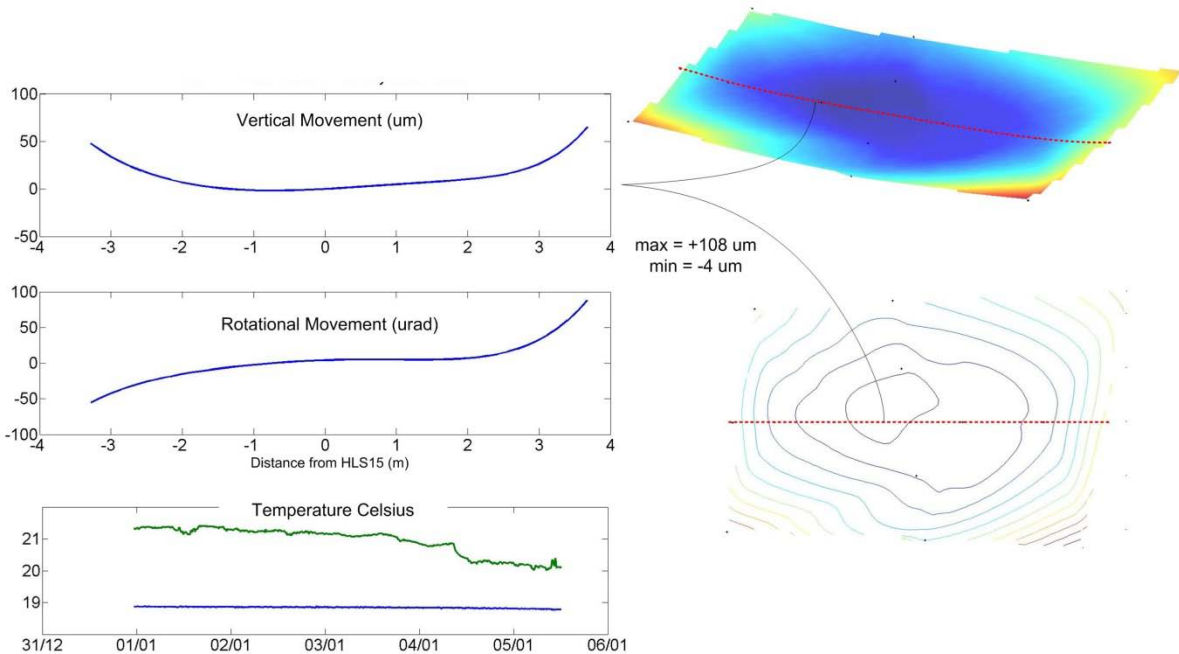 100
50
0
-50
Vertical Movement (um)
-4 -3 -2 -1 0 1 2 3 4
100
50
0
-50
-100
Rotational Movement (urad)
-4 -3 -2 -1 0 1 2 3 4
Distance from HLS15 (m)
Temperature Celsius
21
20
19
31/12 01/01 02/01 03/01 04/01 05/01 06/01
max = +108 um
min = -4 um